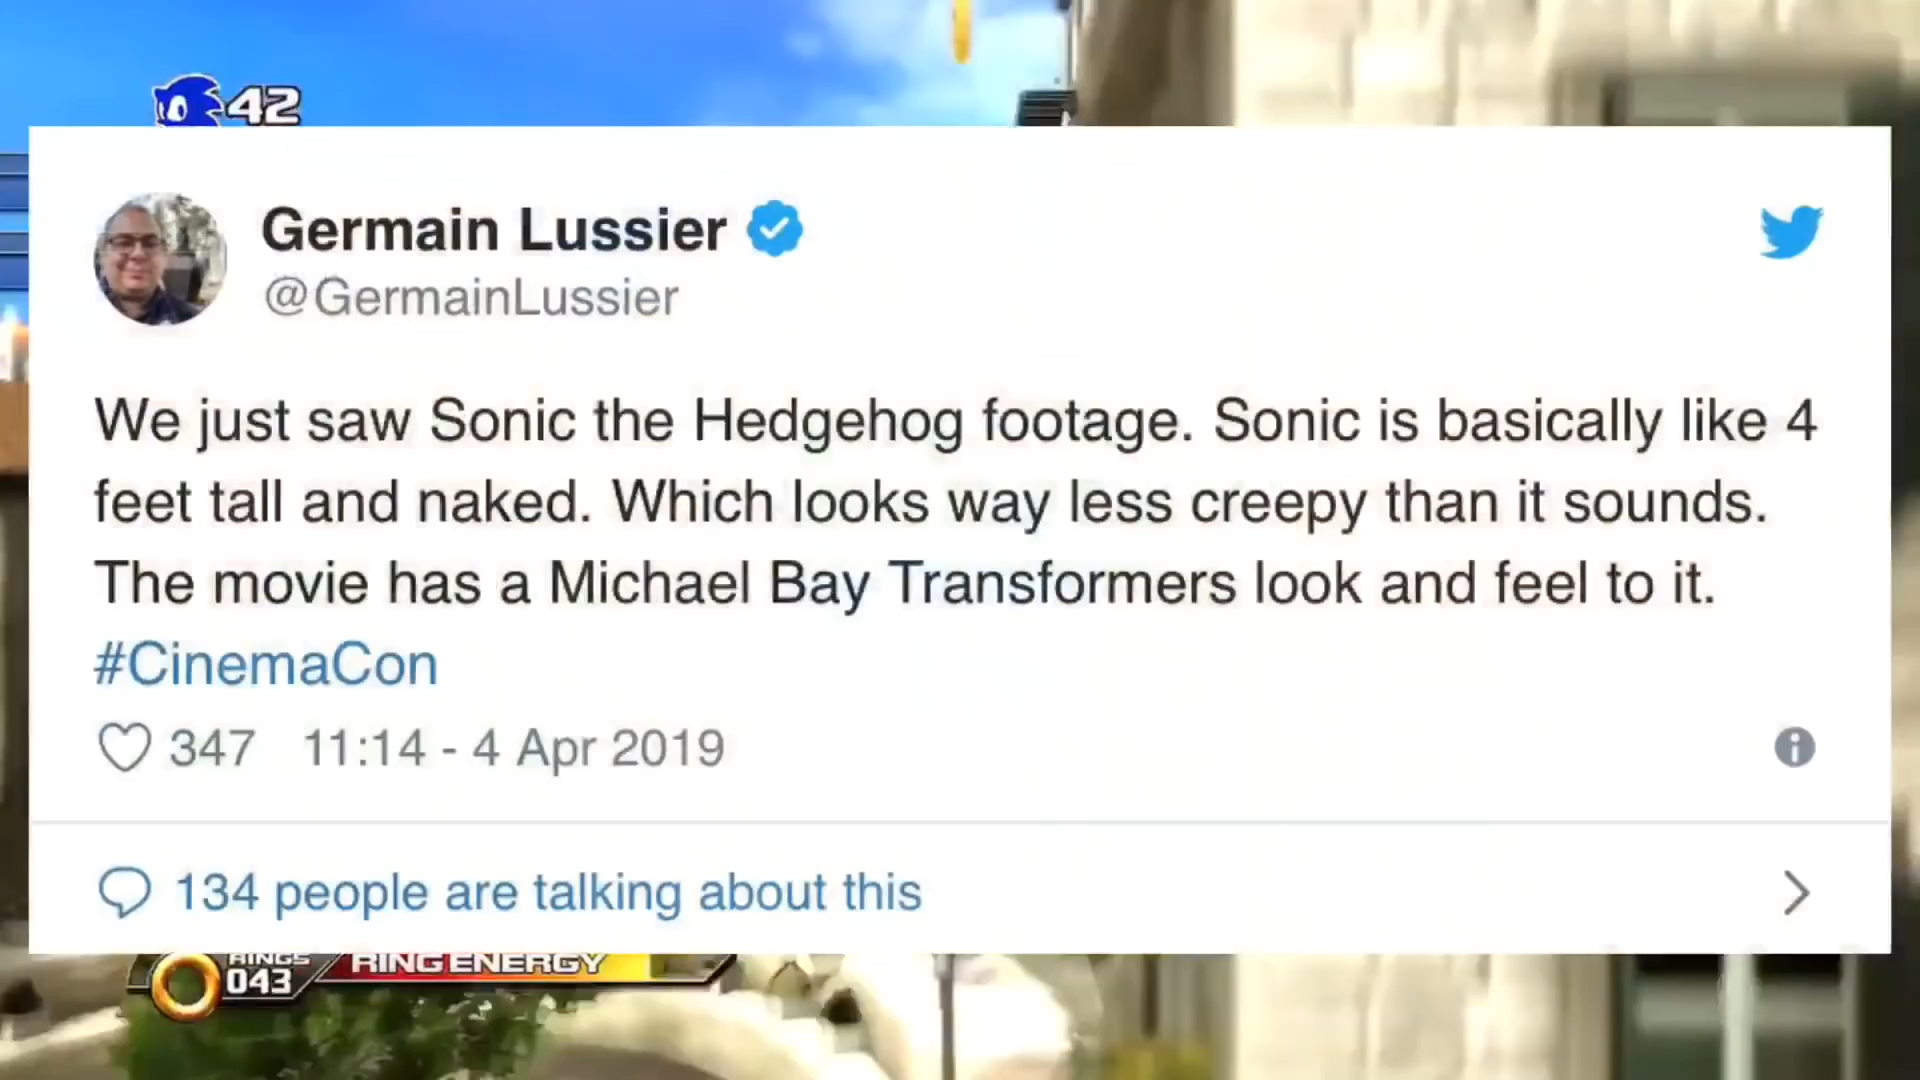 42
Germain Lussier
@GermainLussier
We just saw Sonic the Hedgehog footage. Sonic is basically like 4
feet tall and naked. Which looks way less creepy than it sounds.
The movie has a Michael Bay Transformers look and feel to it.
#CinemaCon
347 11:14 - 4 Apr 2019
134 people are talking about this
RINGS
043
RING ENERGY